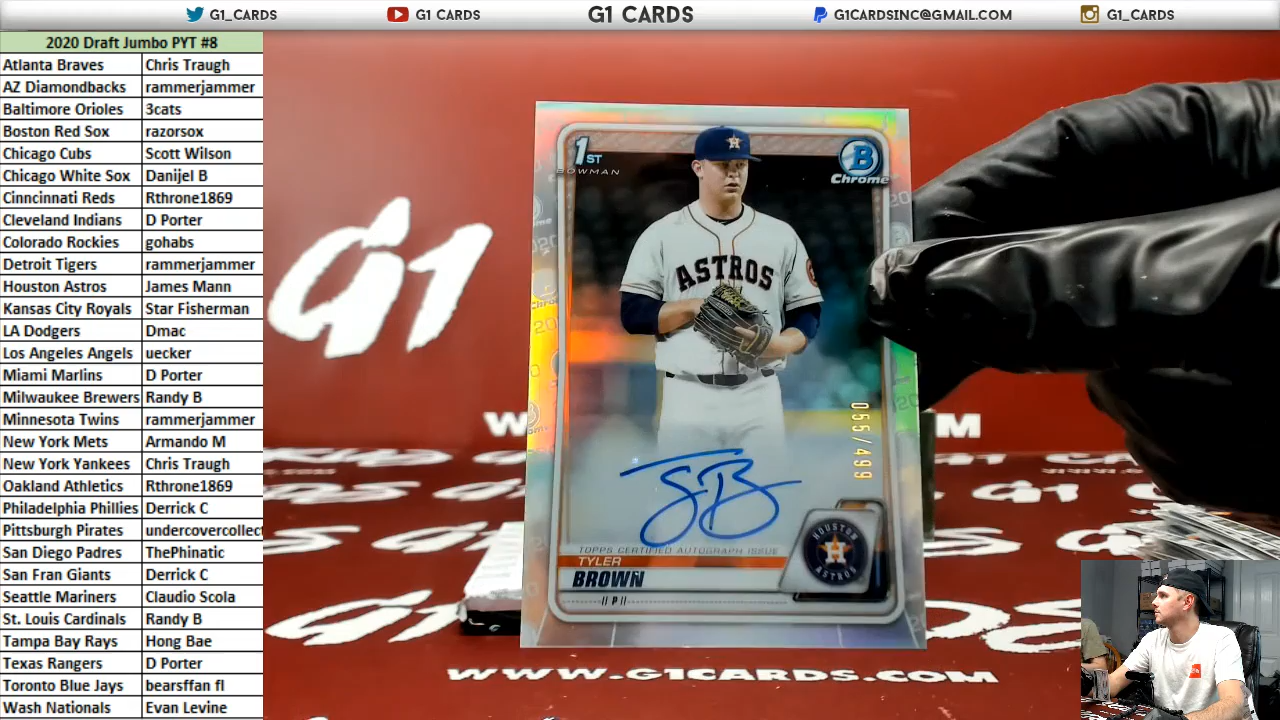 G1_CARDS
G1 CARDS
G1 CARDS
G1CARDSINC@GMAIL.COM
G1_CARDS
2020 Draft Jumbo PYT #8
Atlanta Braves Chris Traugh
AZ Diamondbacks rammerjammer
Baltimore Orioles 3cats
Boston Red Sox razorsox
Chicago Cubs Scott Wilson
Chicago White Sox Danijel B
Cinncinnati Reds Rthrone1869
Cleveland Indians D Porter
Colorado Rockies gohabs
Detroit Tigers rammerjammer
Houston Astros James Mann
Kansas City Royals Star Fisherman
LA Dodgers Dmac
Los Angeles Angels uecker
Miami Marlins D Porter
Milwaukee Brewers Randy B
Minnesota Twins rammerjammer
New York Mets Armando M
New York Yankees Chris Traugh
Oakland Athletics Rthrone1869
Philadelphia Phillies Derrick C
Pittsburgh Pirates undercovercollect
San Diego Padres ThePhinatic
San Fran Giants Derrick C
Seattle Mariners Claudio Scola
St. Louis Cardinals Randy B
Tampa Bay Rays Hong Bae
Texas Rangers D Porter
Toronto Blue Jays bearsffan fl
Wash Nationals Evan Levine
G1
1ST
BOWMAN
B
Chrome
ASTROS
055/499
TOPPS CERTIFIED AUTOGRAPH ISSUE
TYLER
BROWN
P
HOUSTON
ASTROS
WWW.G1CARDS.COM